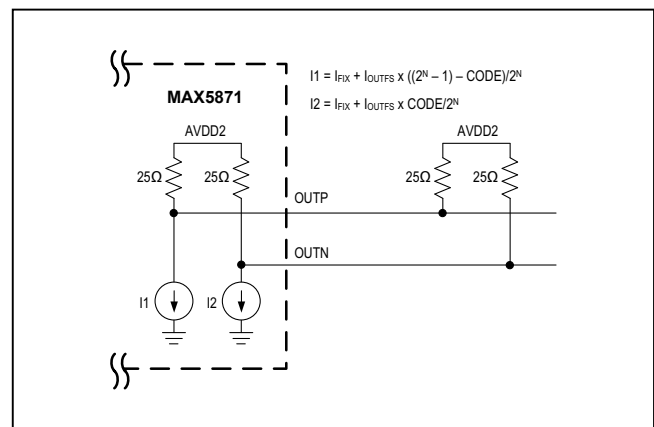 I1 = IFIX + IOUTFS x ((2ᴺ – 1) – CODE)/2ᴺ
MAX5871
I2 = IFIX + IOUTFS x CODE/2ᴺ
AVDD2
AVDD2
25Ω
25Ω
25Ω
25Ω
OUTP
OUTN
I1
I2